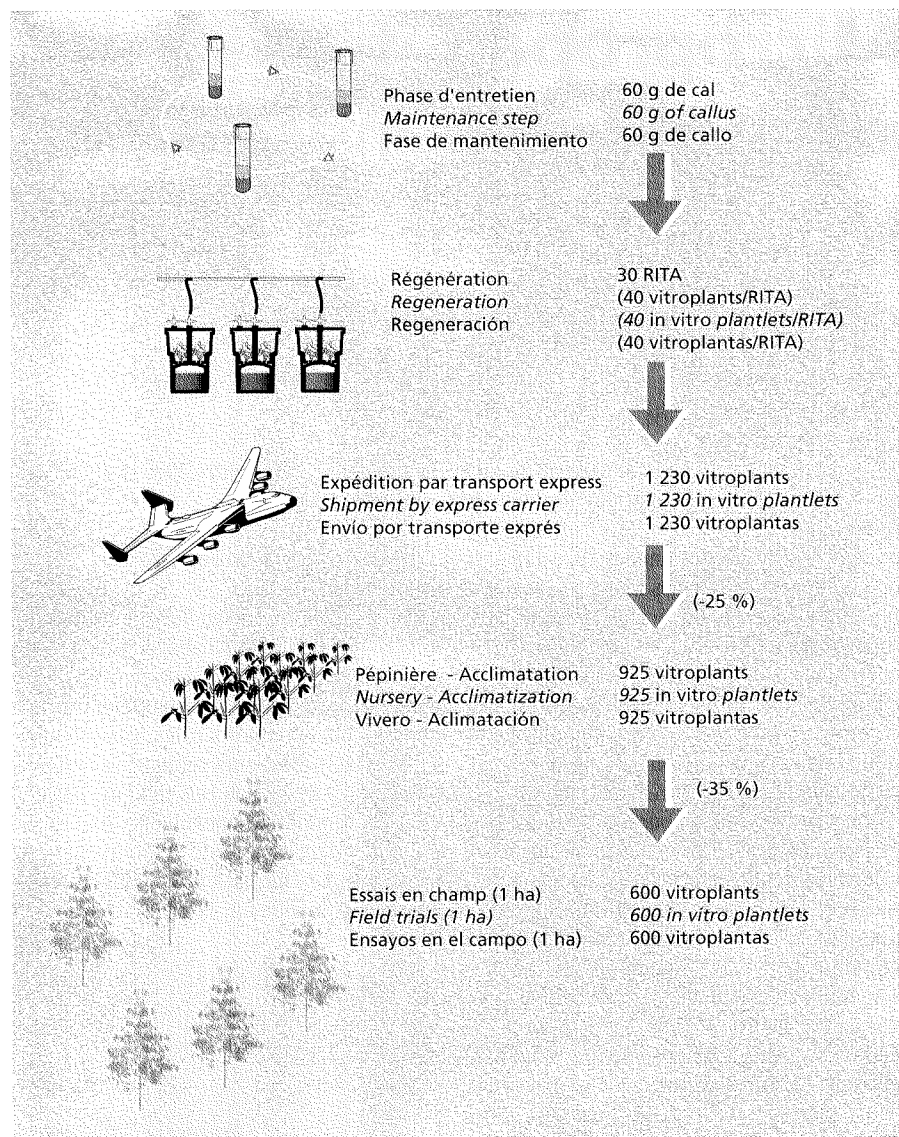 Phase d'entretien
Maintenance step
Fase de mantenimiento
60 g de cal
60 g of callus
60 g de callo
Régénération
Regeneration
Regeneración
30 RITA
(40 vitroplants/RITA)
(40 in vitro plantlets/RITA)
(40 vitroplantas/RITA)
Expédition par transport express
Shipment by express carrier
Envío por transporte exprés
1 230 vitroplants
1 230 in vitro plantlets
1 230 vitroplantas
(-25 %)
Pépinière - Acclimatation
Nursery - Acclimatization
Vivero - Aclimatación
925 vitroplants
925 in vitro plantlets
925 vitroplantas
(-35 %)
Essais en champ (1 ha)
Field trials (1 ha)
Ensayos en el campo (1 ha)
600 vitroplants
600 in vitro plantlets
600 vitroplantas